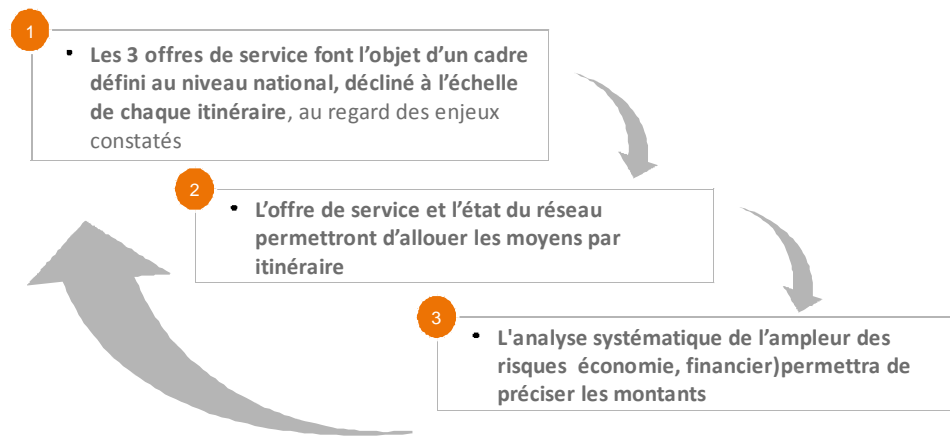 1
• Les 3 offres de service font l’objet d’un cadre
défini au niveau national, décliné à l’échelle
de chaque itinéraire, au regard des enjeux
constatés
2
• L’offre de service et l’état du réseau
permettront d’allouer les moyens par
itinéraire
3
• L'analyse systématique de l’ampleur des
risques  économie, financier)permettra de
préciser les montants